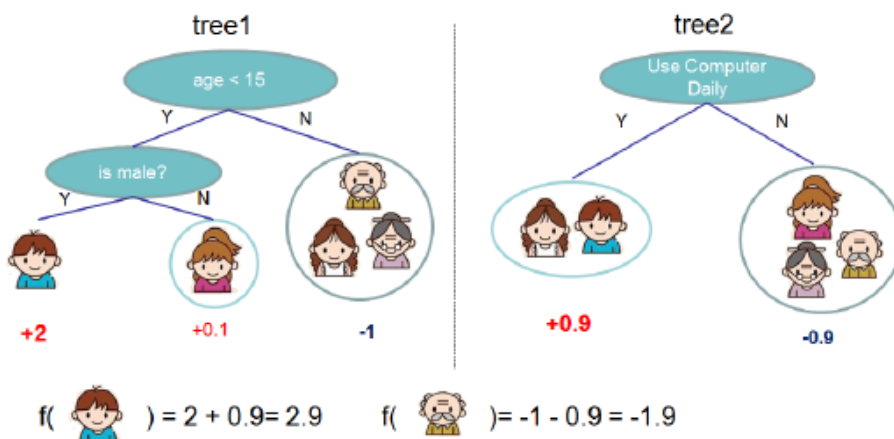 tree1
age < 15
Y
N
is male?
Y
N
+2
+0.1
-1
tree2
Use Computer
Daily
Y
N
+0.9
-0.9
f( ) = 2 + 0.9= 2.9
f( )= -1 - 0.9 = -1.9